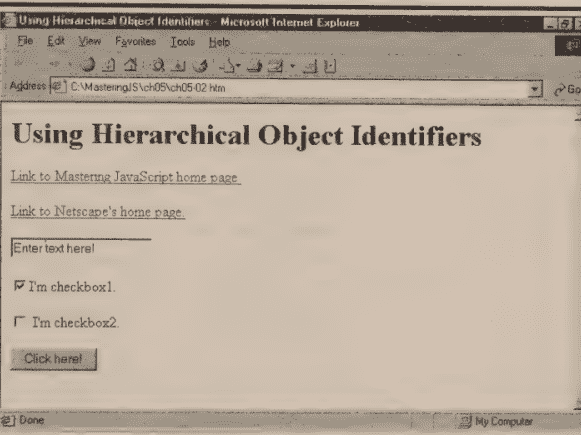 Using Hierarchical Object Identifiers - Microsoft Internet Explorer
File Edit View Favorites Tools Help
Address C:\MasteringJS\ch05\ch05-02.htm Go
Using Hierarchical Object Identifiers
Link to Mastering JavaScript home page.
Link to Netscape's home page.
Enter text here!
I'm checkbox1.
I'm checkbox2.
Click here!
Done My Computer